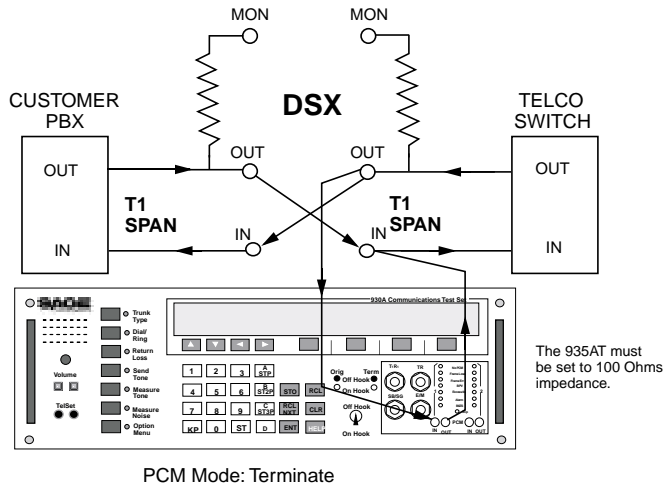 MON
MON
DSX
CUSTOMER
PBX
TELCO
SWITCH
OUT
OUT
OUT
OUT
T1
SPAN
T1
SPAN
IN
IN
IN
IN
930A Communications Test Set
Trunk
Type
Dial/
Ring
Return
Loss
Send
Tone
Measure
Tone
Measure
Noise
Option
Menu
Volume
TelSet
1 2 3 A STP
4 5 6 B ST2P STO RCL
7 8 9 C ST3P RCL NXT CLR
KP 0 ST D ENT HELP
Orig Term
Off Hook
On Hook
Off Hook
On Hook
T/R- TR
SB/SG E/M
IN OUT PCM IN OUT
The 935AT must
be set to 100 Ohms
impedance.
PCM Mode: Terminate